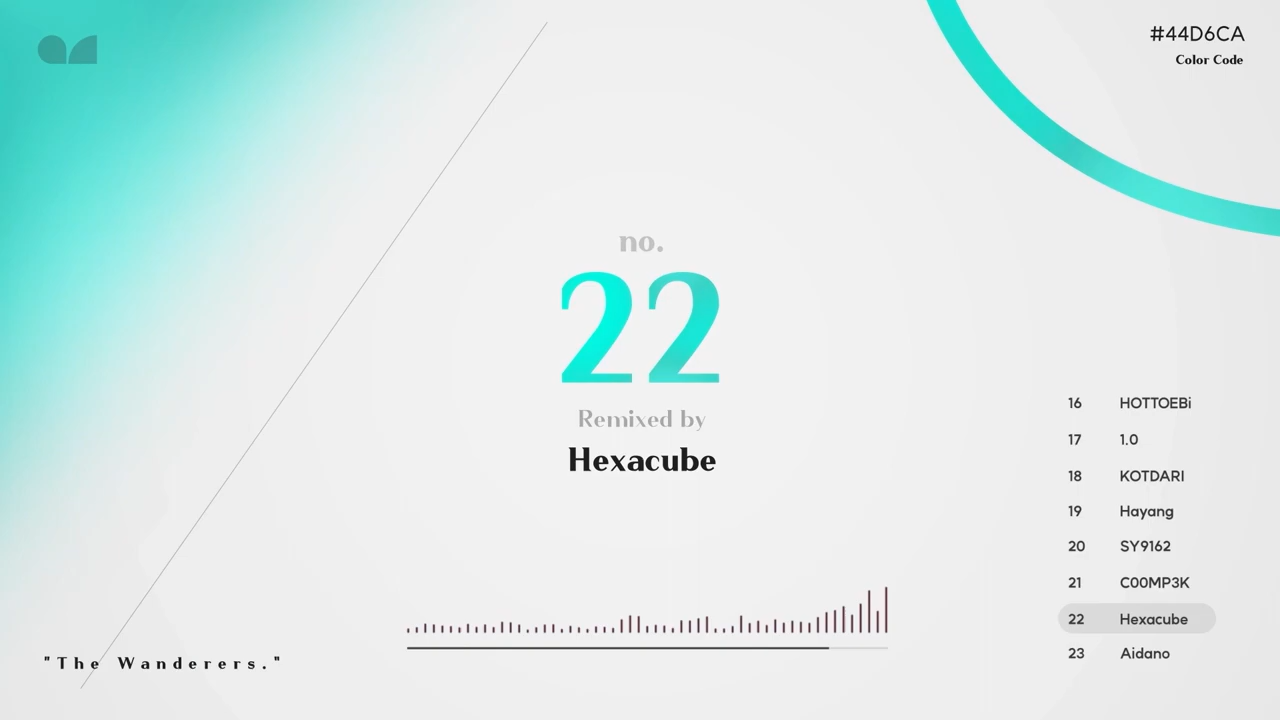 #44D6CA
Color Code
no.
22
Remixed by
Hexacube
16 HOTTOEBi
17 1.0
18 KOTDARI
19 Hayang
20 SY9162
21 C00MP3K
22 Hexacube
23 Aidano
"The Wanderers."